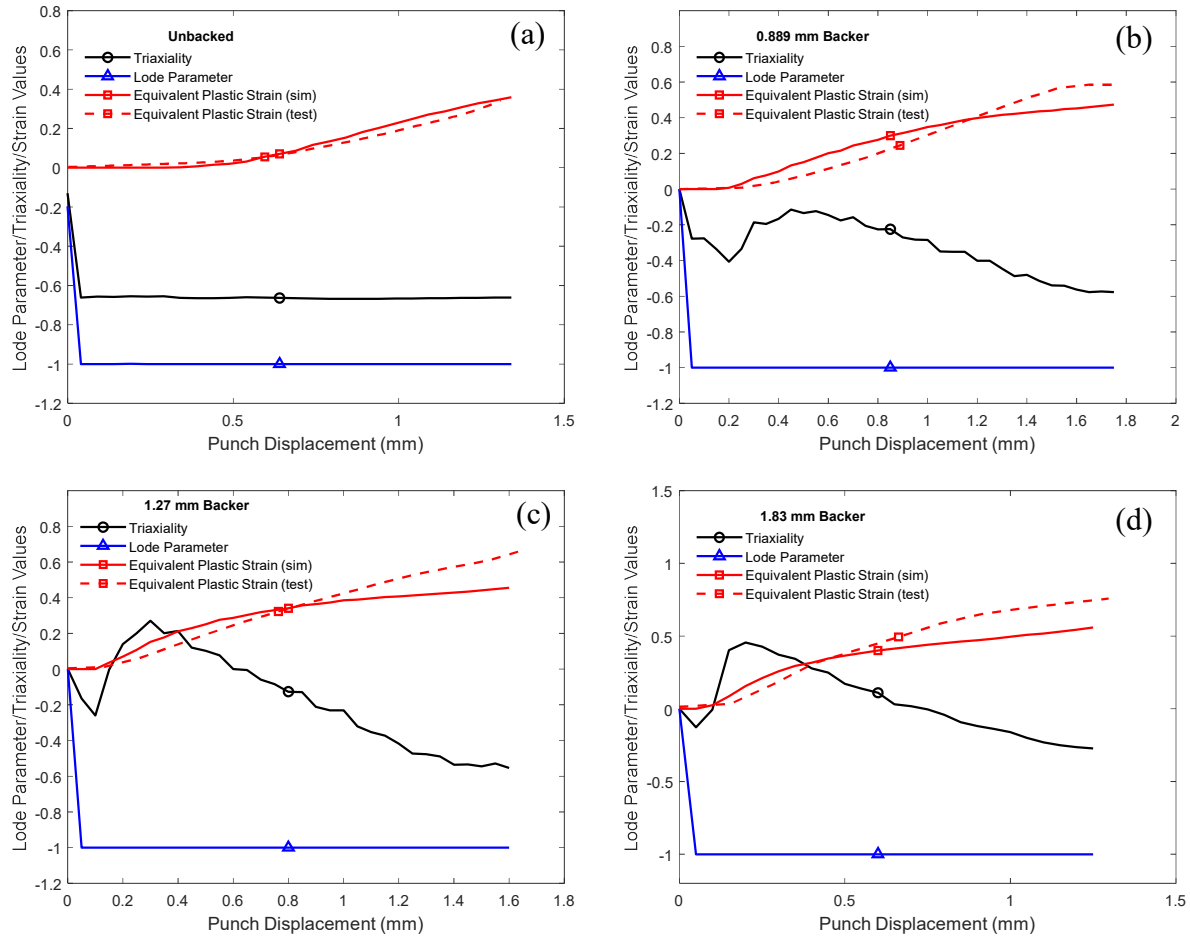 Unbacked
(a)
Triaxiality
Lode Parameter
Equivalent Plastic Strain (sim)
Equivalent Plastic Strain (test)
0.8
0.6
0.4
0.2
0
-0.2
-0.4
-0.6
-0.8
-1
-1.2
Lode Parameter/Triaxiality/Strain Values
0 0.5 1 1.5
Punch Displacement (mm)
0.889 mm Backer
(b)
Triaxiality
Lode Parameter
Equivalent Plastic Strain (sim)
Equivalent Plastic Strain (test)
0.8
0.6
0.4
0.2
0
-0.2
-0.4
-0.6
-0.8
-1
-1.2
Lode Parameter/Triaxiality/Strain Values
0 0.2 0.4 0.6 0.8 1 1.2 1.4 1.6 1.8 2
Punch Displacement (mm)
1.27 mm Backer
(c)
Triaxiality
Lode Parameter
Equivalent Plastic Strain (sim)
Equivalent Plastic Strain (test)
0.8
0.6
0.4
0.2
0
-0.2
-0.4
-0.6
-0.8
-1
-1.2
Lode Parameter/Triaxiality/Strain Values
0 0.2 0.4 0.6 0.8 1 1.2 1.4 1.6 1.8
Punch Displacement (mm)
1.83 mm Backer
(d)
Triaxiality
Lode Parameter
Equivalent Plastic Strain (sim)
Equivalent Plastic Strain (test)
1.5
1
0.5
0
-0.5
-1
Lode Parameter/Triaxiality/Strain Values
0 0.5 1 1.5
Punch Displacement (mm)